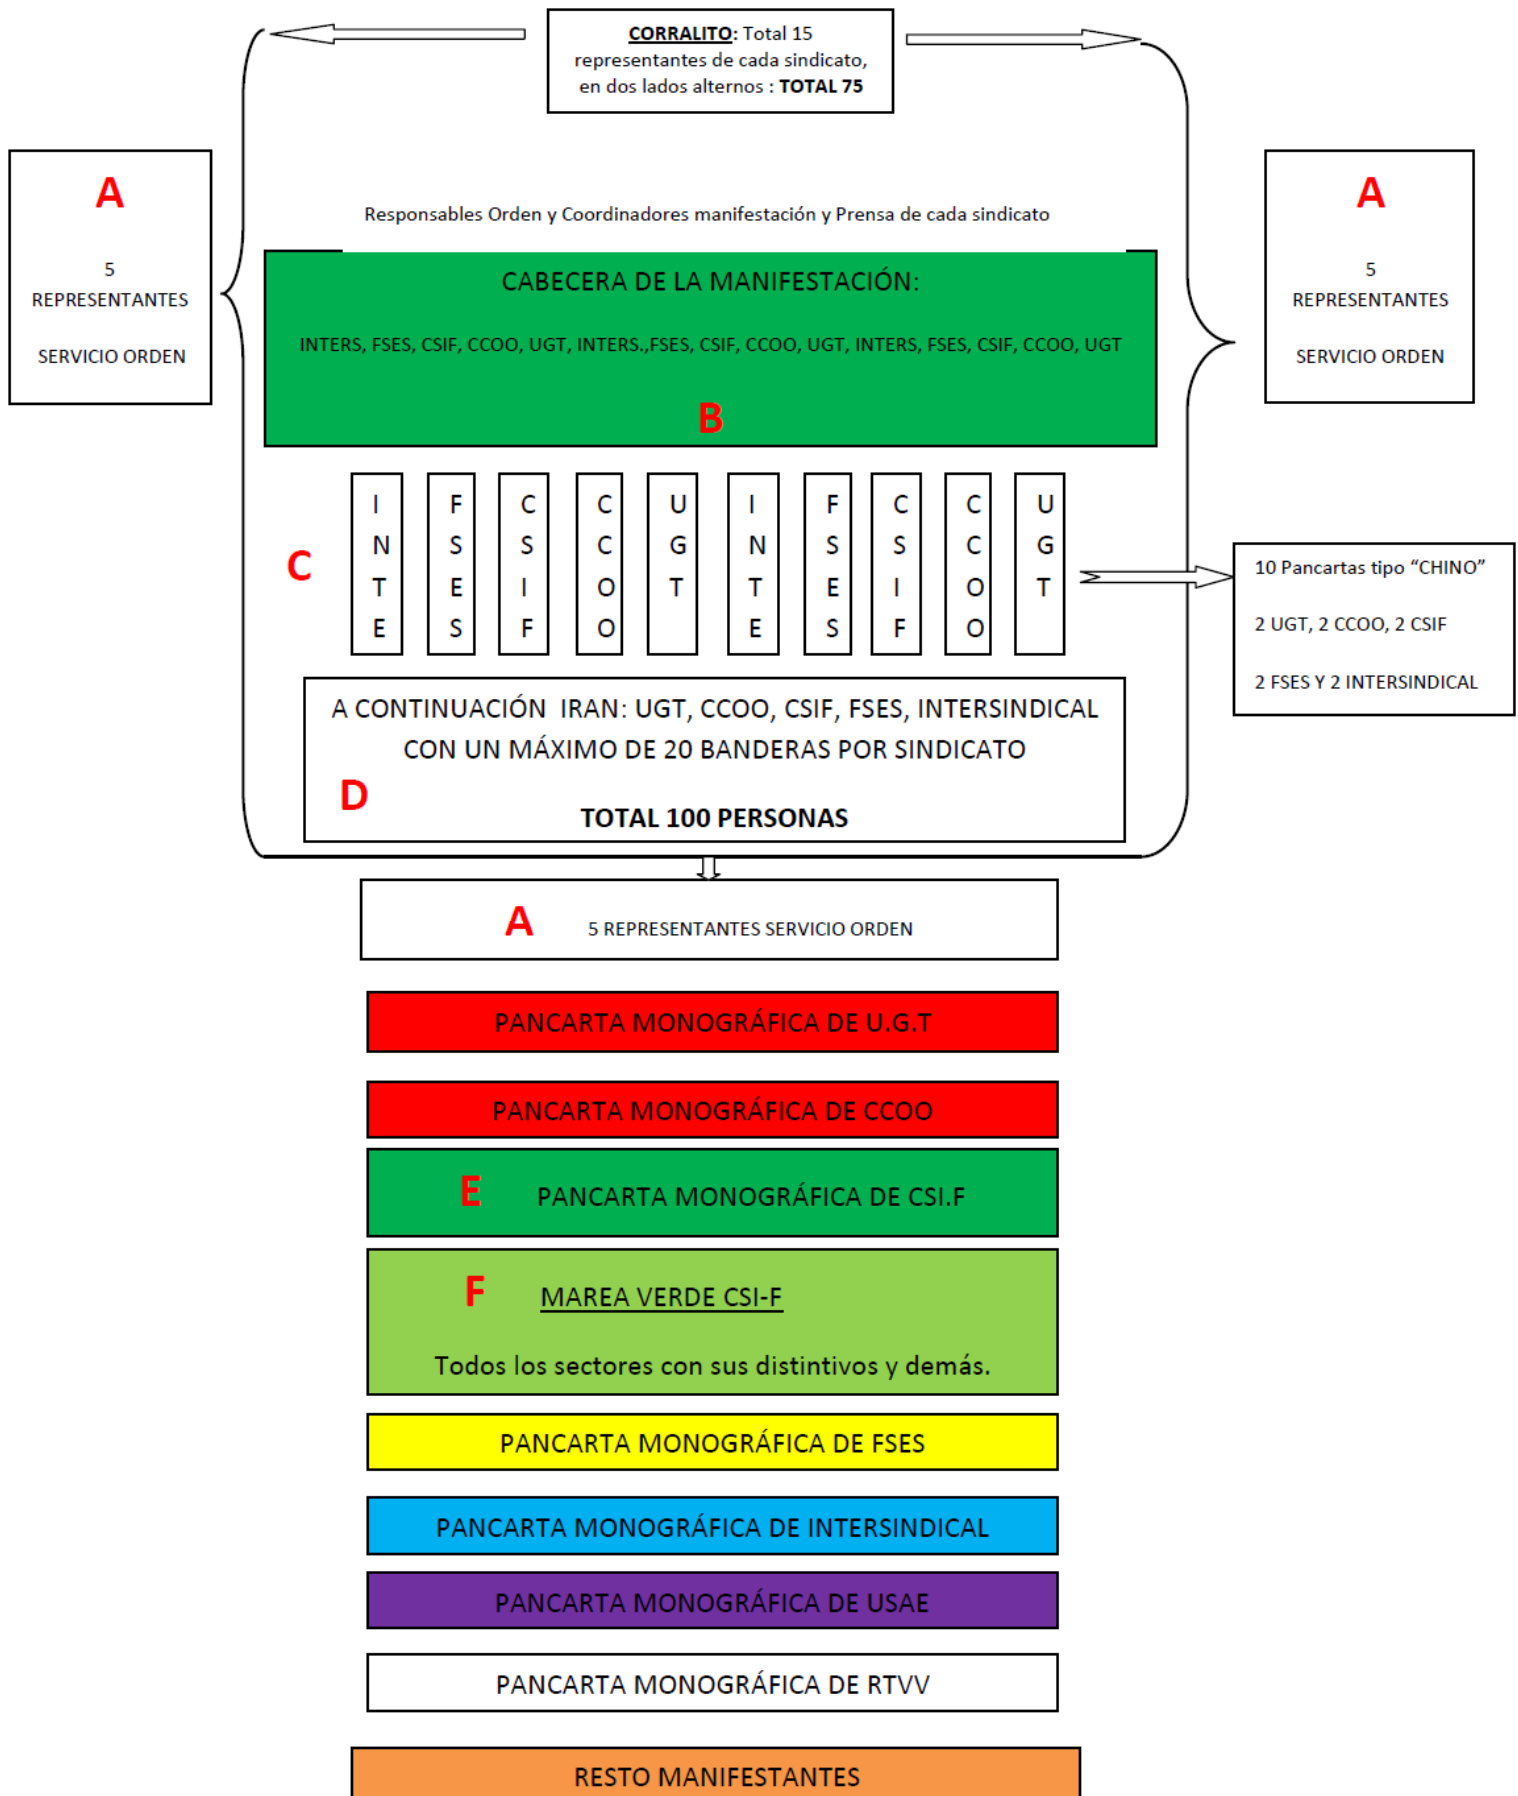 CORRALITO: Total 15
representantes de cada sindicato,
en dos lados alternos : TOTAL 75
A
5
REPRESENTANTES
SERVICIO ORDEN
A
5
REPRESENTANTES
SERVICIO ORDEN
Responsables Orden y Coordinadores manifestación y Prensa de cada sindicato
CABECERA DE LA MANIFESTACIÓN:
INTERS, FSES, CSIF, CCOO, UGT, INTERS.,FSES, CSIF, CCOO, UGT, INTERS, FSES, CSIF, CCOO, UGT
B
C
INTE
FSES
CSIF
CCOO
UGT
INTE
FSES
CSIF
CCOO
UGT
10 Pancartas tipo “CHINO”
2 UGT, 2 CCOO, 2 CSIF
2 FSES Y 2 INTERSINDICAL
A CONTINUACIÓN IRAN: UGT, CCOO, CSIF, FSES, INTERSINDICAL
CON UN MÁXIMO DE 20 BANDERAS POR SINDICATO
D
TOTAL 100 PERSONAS
A 5 REPRESENTANTES SERVICIO ORDEN
PANCARTA MONOGRÁFICA DE U.G.T
PANCARTA MONOGRÁFICA DE CCOO
E PANCARTA MONOGRÁFICA DE CSI.F
F MAREA VERDE CSI-F
Todos los sectores con sus distintivos y demás.
PANCARTA MONOGRÁFICA DE FSES
PANCARTA MONOGRÁFICA DE INTERSINDICAL
PANCARTA MONOGRÁFICA DE USAE
PANCARTA MONOGRÁFICA DE RTVV
RESTO MANIFESTANTES